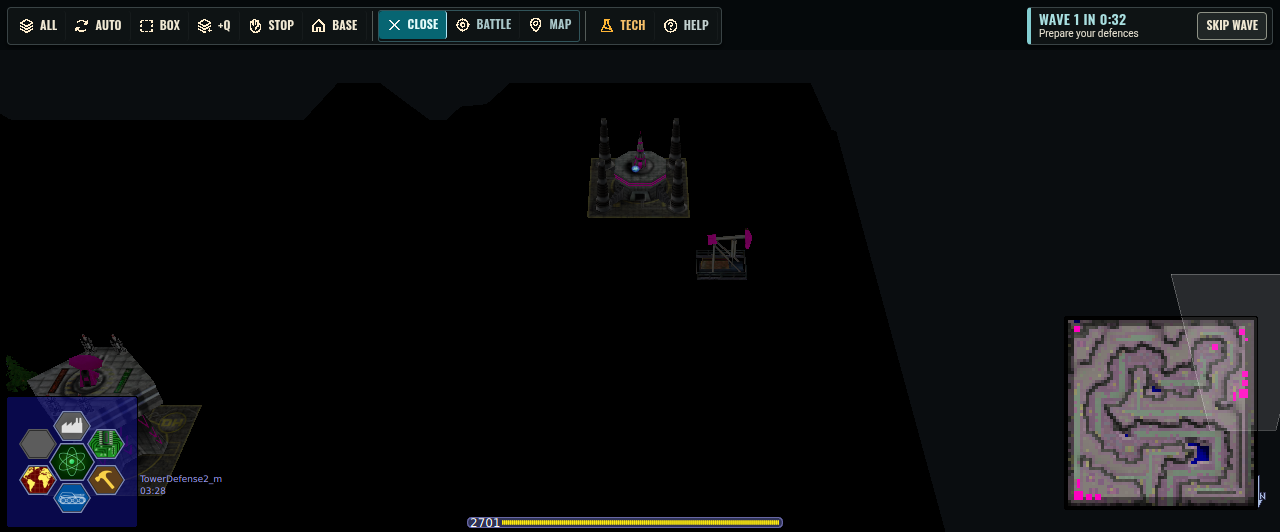 ALL AUTO BOX +Q STOP BASE CLOSE BATTLE MAP TECH HELP
WAVE 1 IN 0:32
Prepare your defences
SKIP WAVE
TowerDefense2_m
03:28
2701
N